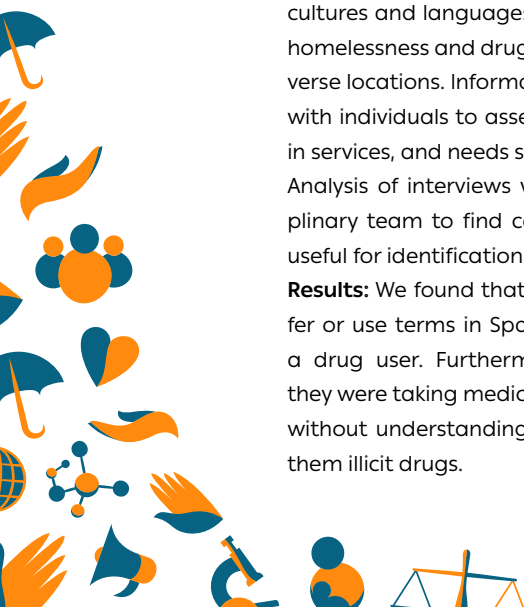 cultures and languages
homelessness and drug
verse locations. Informa
with individuals to asse
in services, and needs s
Analysis of interviews
plinary team to find c
useful for identification
Results: We found that
fer or use terms in Spa
a drug user. Furtherm
they were taking medic
without understanding
them illicit drugs.